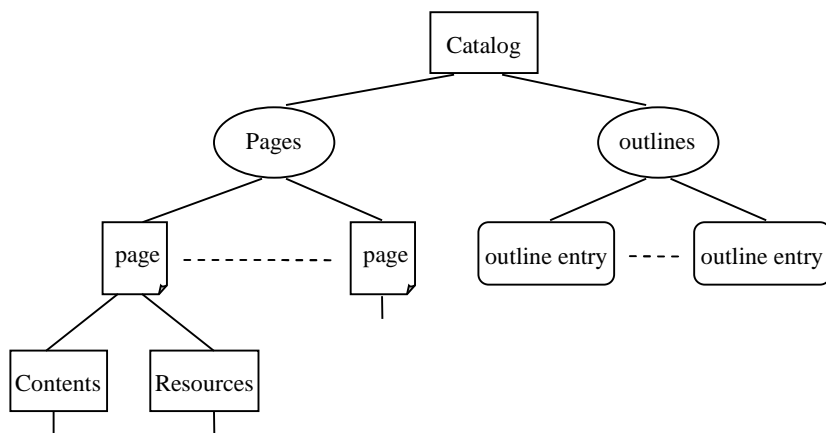 Catalog
Pages
outlines
page
page
outline entry
outline entry
Contents
Resources